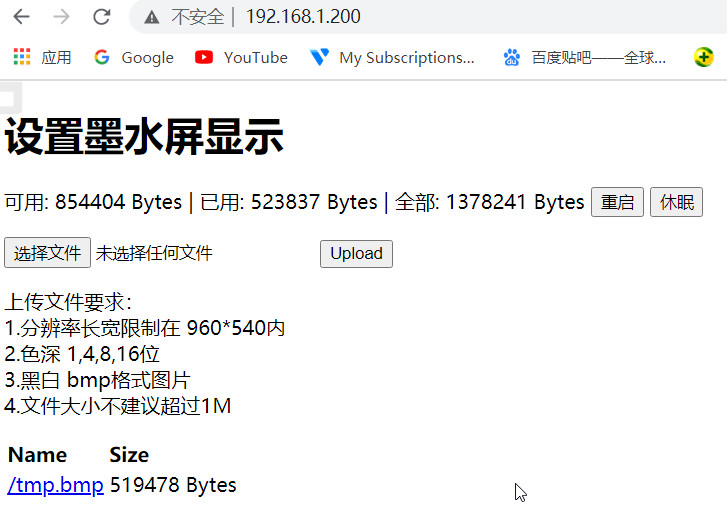 不安全 | 192.168.1.200
应用 Google YouTube My Subscriptions... 百度贴吧——全球...
设置墨水屏显示
可用: 854404 Bytes | 已用: 523837 Bytes | 全部: 1378241 Bytes 重启 休眠
选择文件 未选择任何文件 Upload
上传文件要求：
1.分辨率长宽限制在 960*540内
2.色深 1,4,8,16位
3.黑白 bmp格式图片
4.文件大小不建议超过1M
Name Size
/tmp.bmp 519478 Bytes